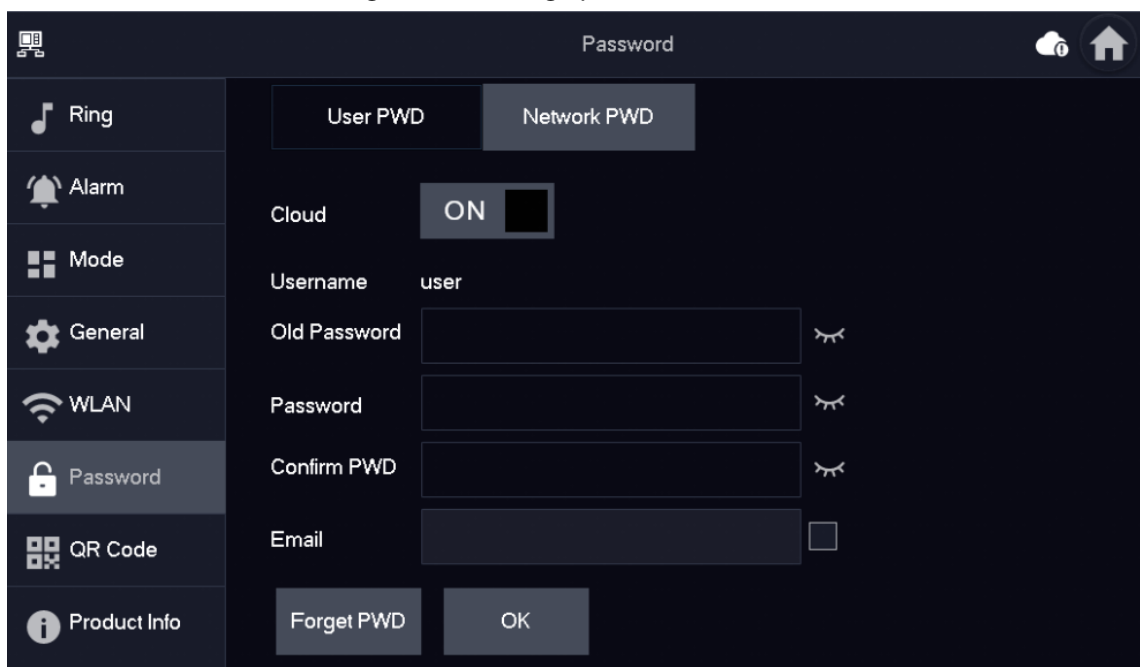 Password
Ring
Alarm
Mode
General
WLAN
Password
QR Code
Product Info
User PWD
Network PWD
Cloud
ON
Username
user
Old Password
Password
Confirm PWD
Email
Forget PWD
OK